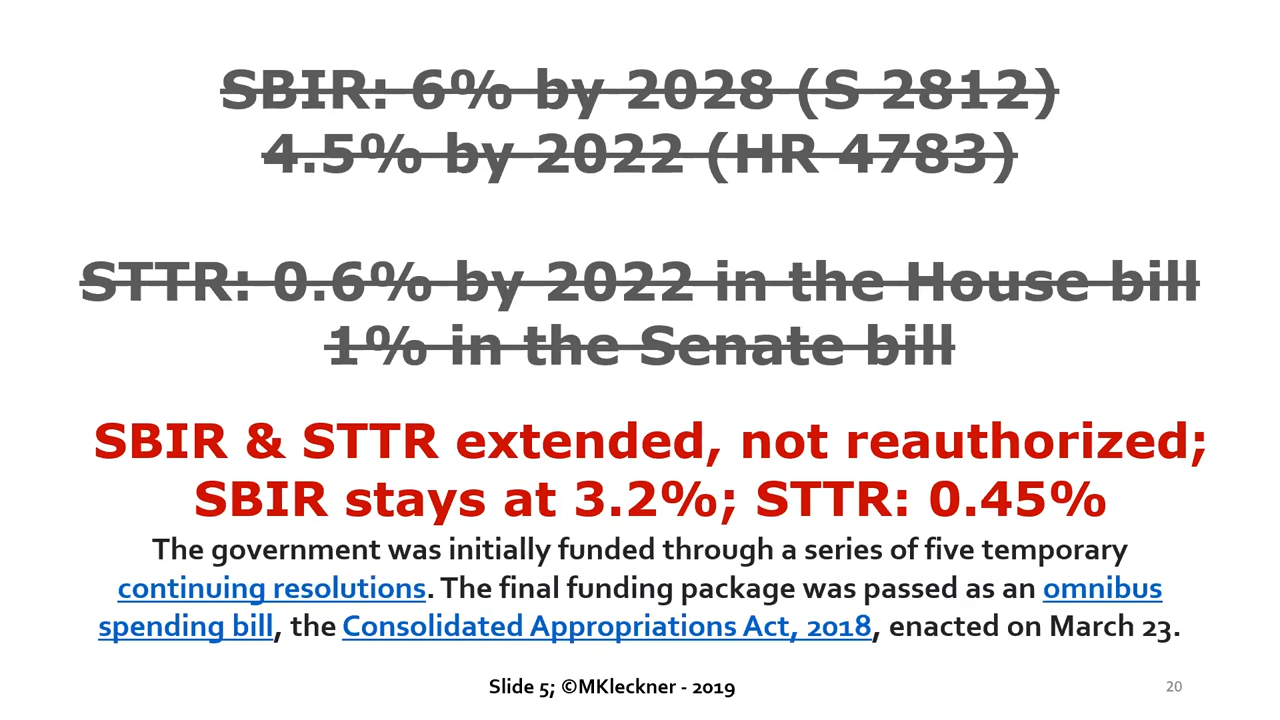 SBIR: 6% by 2028 (S 2812)
4.5% by 2022 (HR 4783)
STTR: 0.6% by 2022 in the House bill
1% in the Senate bill
SBIR & STTR extended, not reauthorized;
SBIR stays at 3.2%; STTR: 0.45%
The government was initially funded through a series of five temporary
continuing resolutions. The final funding package was passed as an omnibus
spending bill, the Consolidated Appropriations Act, 2018, enacted on March 23.
Slide 5; ©MKleckner - 2019
20